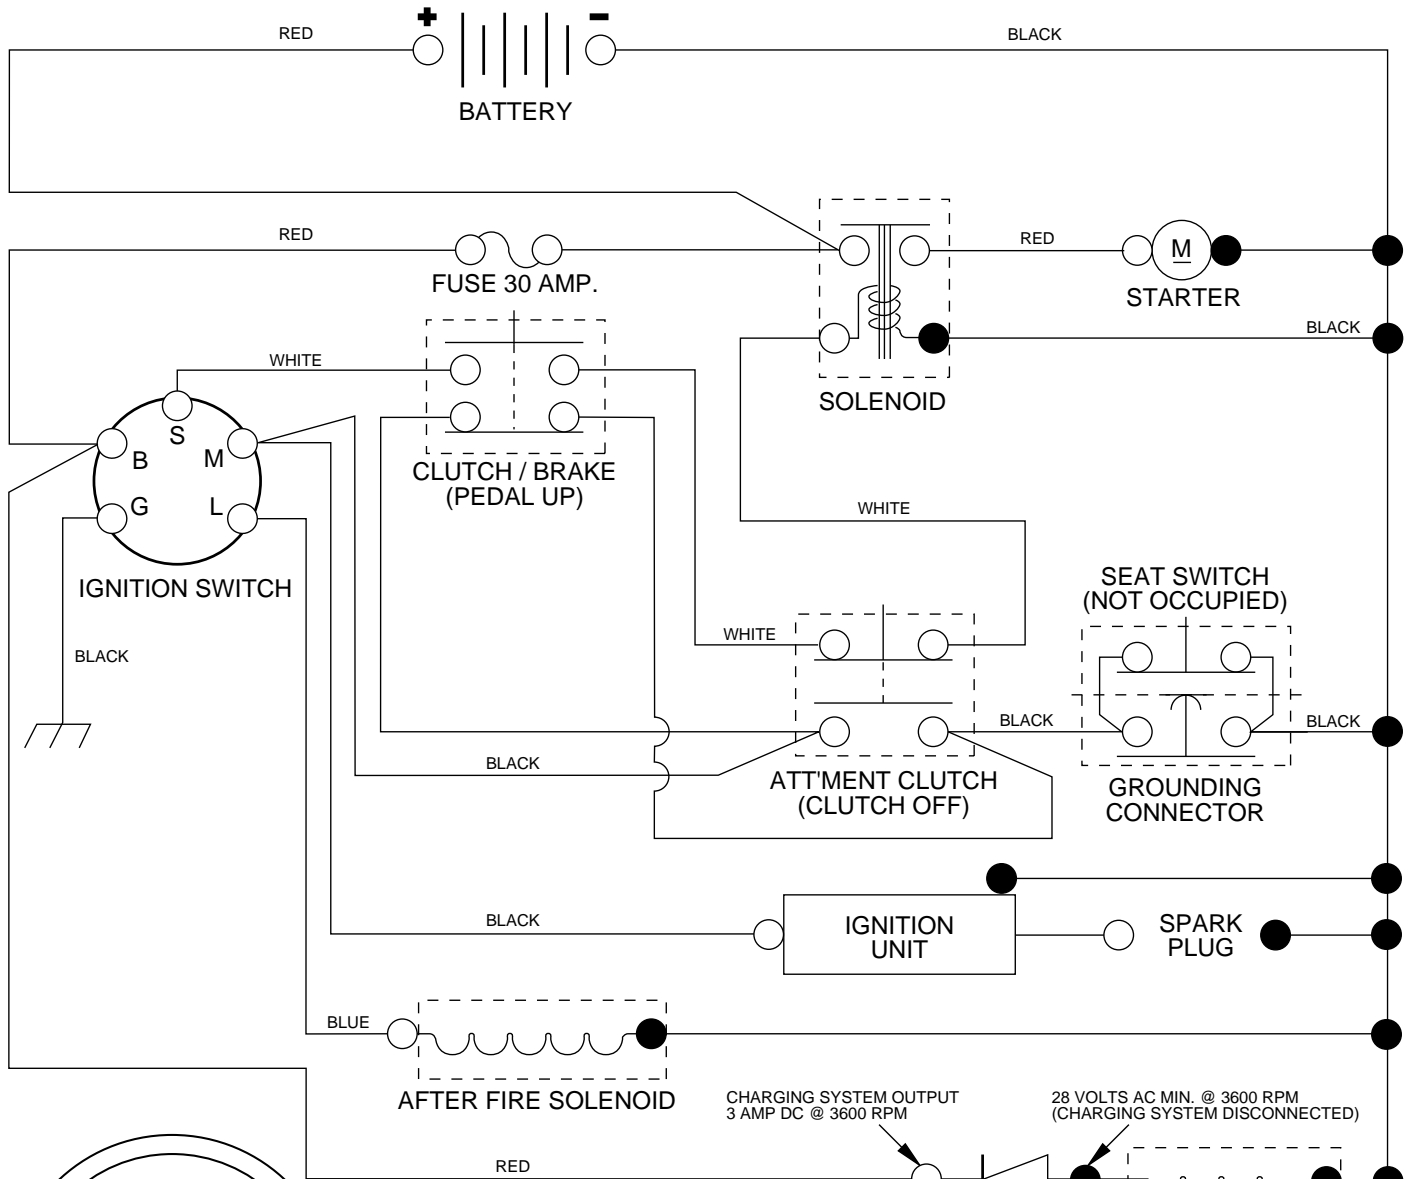 + −
RED
BLACK
BATTERY
RED
RED
M
FUSE 30 AMP.
STARTER
BLACK
WHITE
SOLENOID
S
B
M
G
L
CLUTCH / BRAKE
(PEDAL UP)
WHITE
IGNITION SWITCH
SEAT SWITCH
(NOT OCCUPIED)
WHITE
BLACK
BLACK
BLACK
BLACK
ATT'MENT CLUTCH
(CLUTCH OFF)
GROUNDING
CONNECTOR
BLACK
IGNITION
UNIT
SPARK
PLUG
BLUE
AFTER FIRE SOLENOID
CHARGING SYSTEM OUTPUT
3 AMP DC @ 3600 RPM
28 VOLTS AC MIN. @ 3600 RPM
(CHARGING SYSTEM DISCONNECTED)
RED